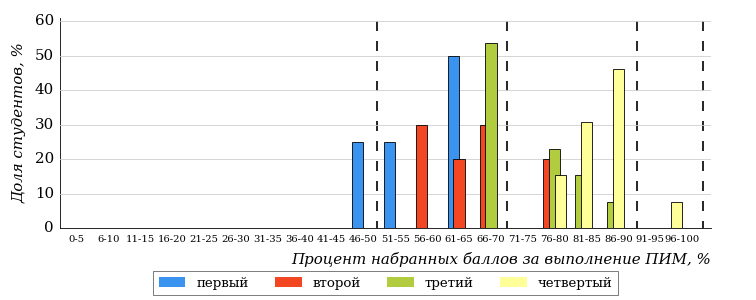 Доля студентов, %
60
50
40
30
20
10
0
0-5 6-10 11-15 16-20 21-25 26-30 31-35 36-40 41-45 46-50 51-55 56-60 61-65 66-70 71-75 76-80 81-85 86-90 91-95 96-100
Процент набранных баллов за выполнение ПИМ, %
первый второй третий четвертый